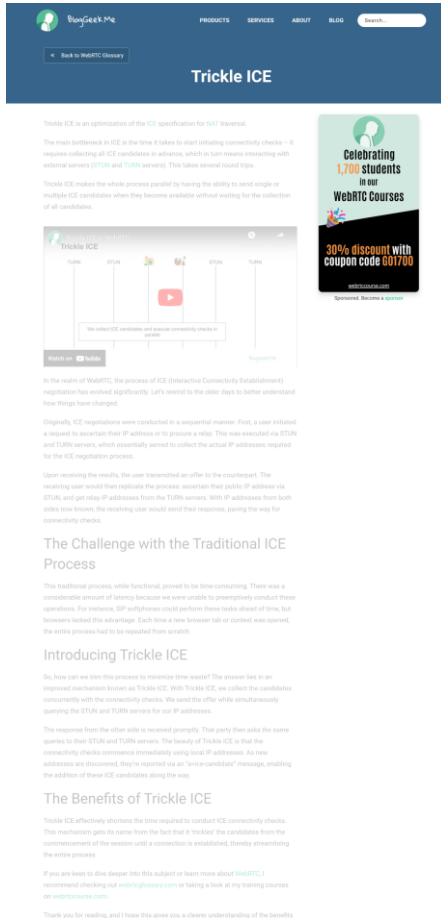 BlogGeek.Me
PRODUCTS SERVICES ABOUT BLOG Search...
< Back to WebRTC Glossary
Trickle ICE
Trickle ICE is an optimization of the ICE specification for NAT traversal.
The main bottleneck in ICE is the time it takes to start initiating connectivity checks – it
requires collecting all ICE candidates in advance, which in turn means interacting with
external servers (STUN and TURN servers). This takes several round trips.
Trickle ICE makes the whole process parallel by having the ability to send single or
multiple ICE candidates when they become available without waiting for the collection
of all candidates.
Trickle ICE
TURN STUN STUN TURN
We collect ICE candidates and execute connectivity checks in
parallel
Watch on YouTube
In the realm of WebRTC, the process of ICE (Interactive Connectivity Establishment)
negotiation has evolved significantly. Let's rewind to the older days to better understand
how things have changed.
Originally, ICE negotiations were conducted in a sequential manner. First, a user initiated
a request to ascertain their IP address or to procure a relay. This was executed via STUN
and TURN servers, which essentially served to collect the actual IP addresses required
for the ICE negotiation process.
Upon receiving the results, the user transmitted an offer to the counterpart. The
receiving user would then replicate the process: ascertain their public IP address via
STUN, and get relay IP addresses from the TURN servers. With IP addresses from both
sides now known, the receiving user would send their response, paving the way for
connectivity checks.
The Challenge with the Traditional ICE
Process
This traditional process, while functional, proved to be time-consuming. There was a
considerable amount of latency because we were unable to preemptively conduct these
operations. For instance, SIP softphones could perform these tasks ahead of time, but
browsers lacked this advantage. Each time a new browser tab or context was opened,
the entire process had to be repeated from scratch.
Introducing Trickle ICE
So, how can we trim this process to minimize time waste? The answer lies in an
improved mechanism known as Trickle ICE. With Trickle ICE, we collect the candidates
concurrently with the connectivity checks. We send the offer while simultaneously
querying the STUN and TURN servers for our IP addresses.
The response from the other side is received promptly. That party then asks the same
queries to their STUN and TURN servers. The beauty of Trickle ICE is that the
connectivity checks commence immediately using local IP addresses. As new
addresses are discovered, they're reported via an "onice-candidate" message, enabling
the addition of these ICE candidates along the way.
The Benefits of Trickle ICE
Trickle ICE effectively shortens the time required to conduct ICE connectivity checks.
This mechanism gets its name from the fact that it 'trickles' the candidates from the
commencement of the session until a connection is established, thereby streamlining
the entire process.
If you are keen to dive deeper into this subject or learn more about WebRTC, I
recommend checking out webrtcglossary.com or taking a look at my training courses
on webrtccourse.com.
Thank you for reading, and I hope this gives you a clearer understanding of the benefits
Celebrating
1,700 students
in our
WebRTC Courses
30% discount with
coupon code GO1700
webrtccourse.com
Sponsored. Become a sponsor